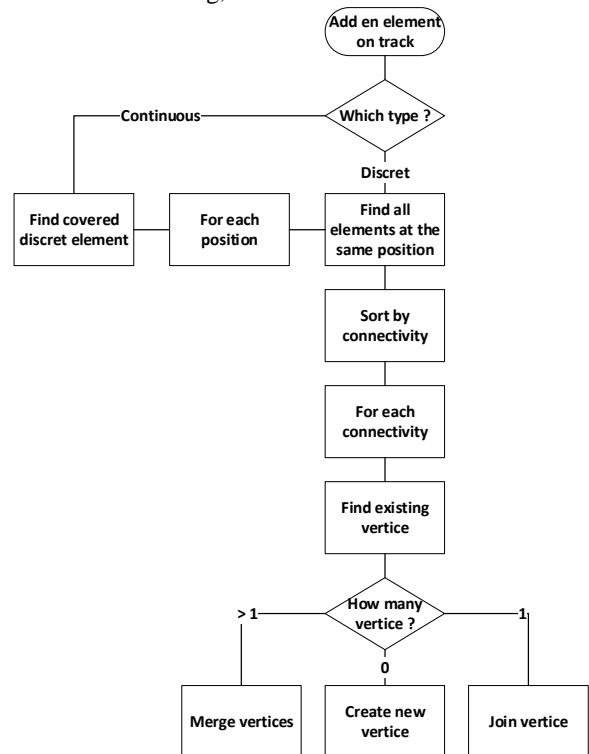 g,
Add en element
on track
Which type ?
Continuous
Discret
Find covered
discret element
For each
position
Find all
elements at the
same position
Sort by
connectivity
For each
connectivity
Find existing
vertice
How many
vertice ?
> 1
1
0
Merge vertices
Create new
vertice
Join vertice